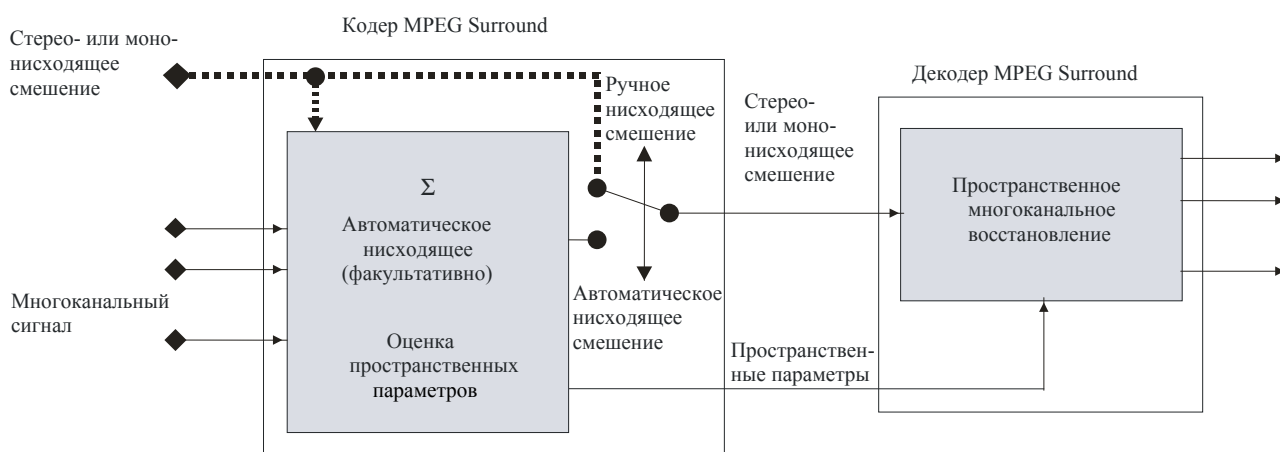 Кодер MPEG Surround
Стерео- или моно-
нисходящее
смешение
Декодер MPEG Surround
Ручное
нисходящее
смешение
Стерео-
или моно-
нисходящее
смешение
Σ
Автоматическое
нисходящее
(факультативно)
Пространственное
многоканальное
восстановление
Многоканальный
сигнал
Автоматическое
нисходящее
смешение
Оценка
пространственных
параметров
Пространствен-
ные параметры